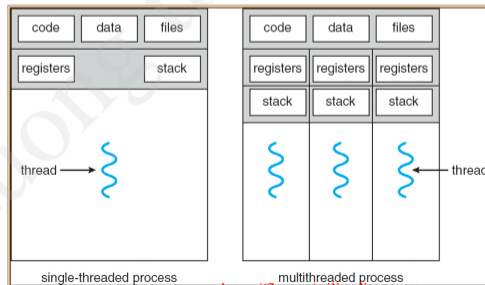 code data files
registers stack
thread
single-threaded process
code data files
registers registers registers
stack stack stack
thread
multithreaded process